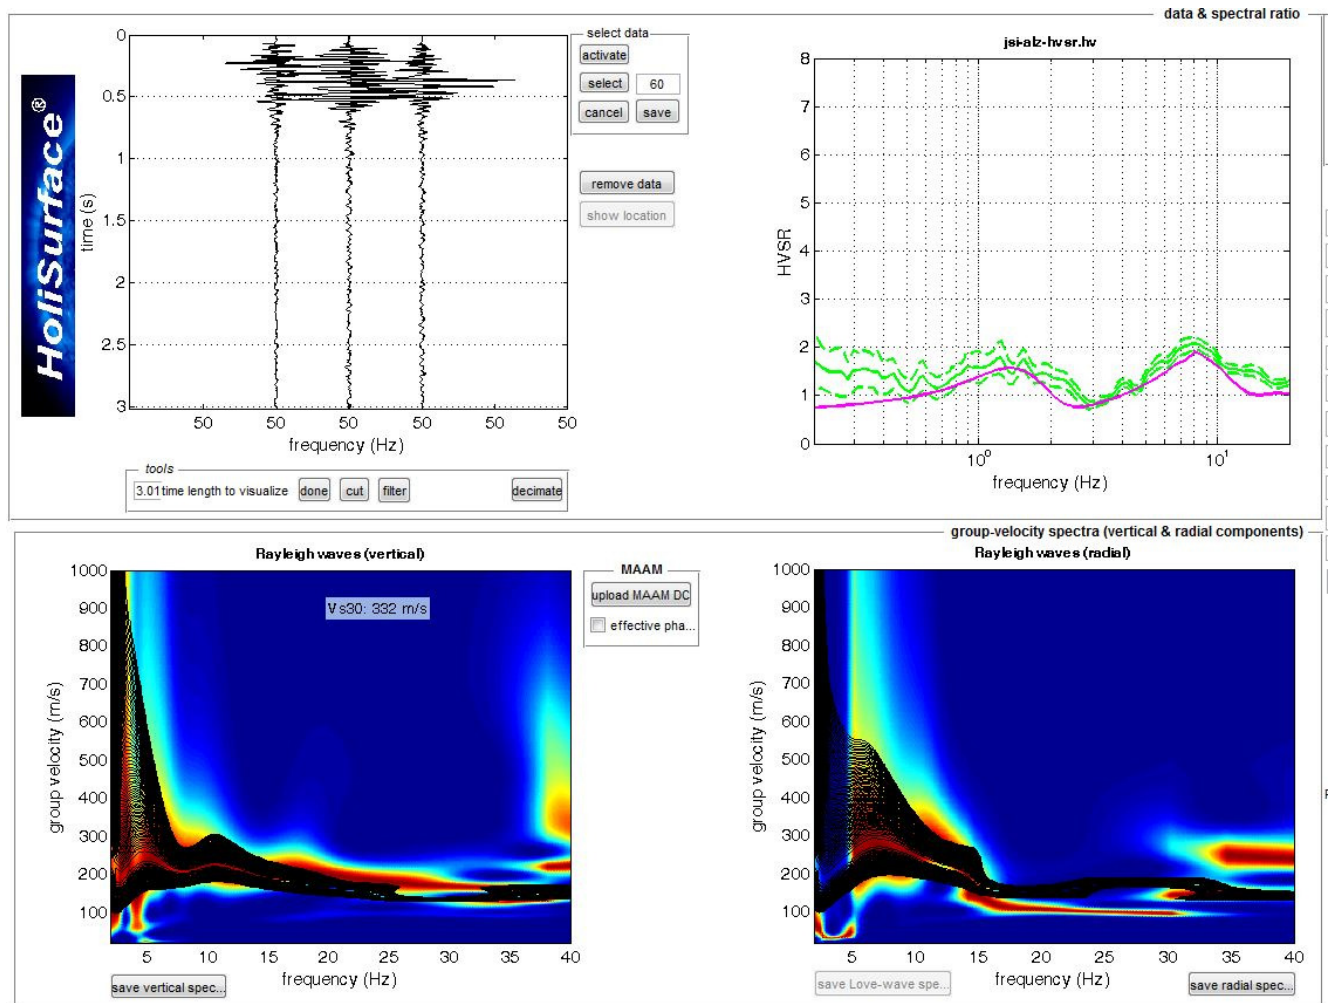 data & spectral ratio
HoliSurface®
0
0.5
1
1.5
2
2.5
3
time (s)
50 50 50 50 50 50 50
frequency (Hz)
select data
activate
select 60
cancel save
remove data
show location
tools
3.01 time length to visualize done cut filter decimate
jsi-alz-hvsr.hv
8
7
6
5
4
3
2
1
0
HVSR
10⁰ 10¹
frequency (Hz)
group-velocity spectra (vertical & radial components)
Rayleigh waves (vertical)
Vs30: 332 m/s
1000
900
800
700
600
500
400
300
200
100
group velocity (m/s)
5 10 15 20 25 30 35 40
frequency (Hz)
save vertical spec...
MAAM
upload MAAM DC
effective pha...
Rayleigh waves (radial)
1000
900
800
700
600
500
400
300
200
100
group velocity (m/s)
5 10 15 20 25 30 35 40
frequency (Hz)
save Love-wave spe...
save radial spec...